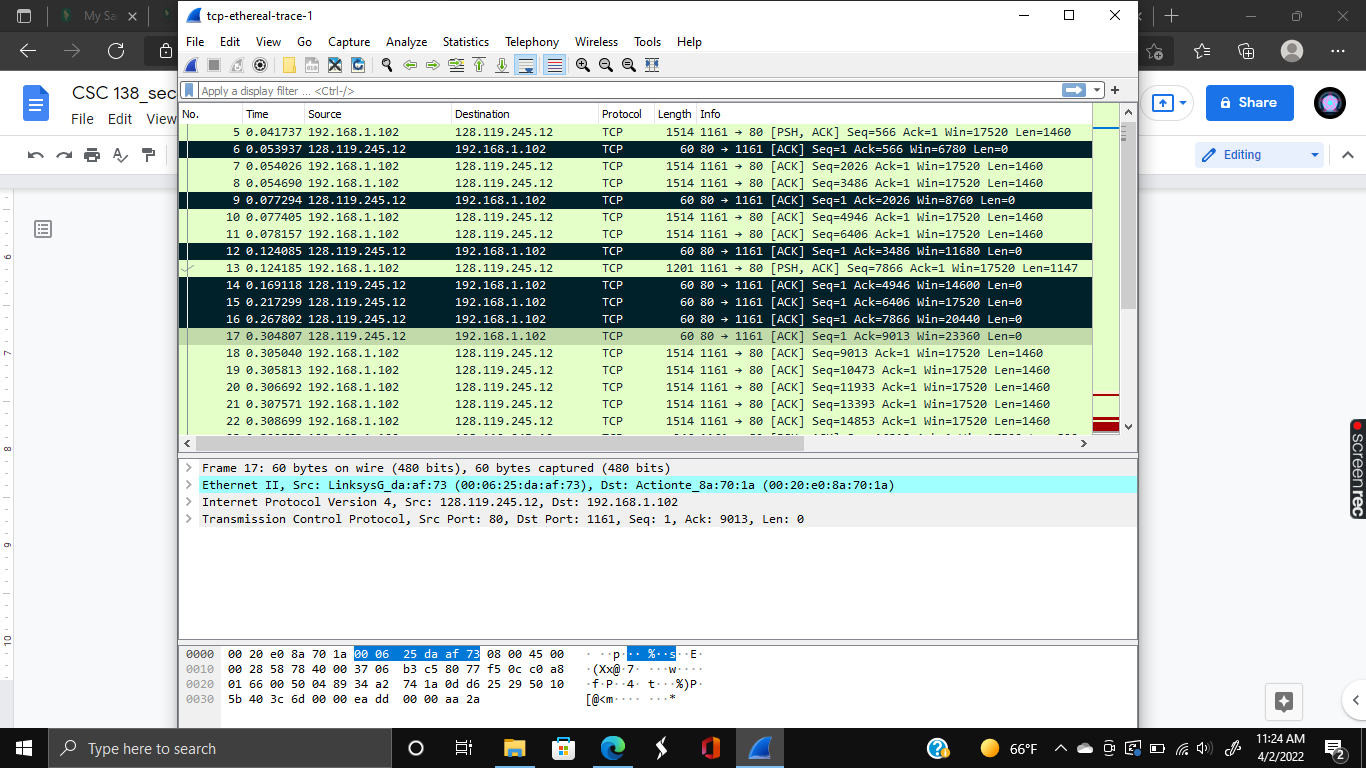 My Sa
tcp-ethereal-trace-1
File Edit View Go Capture Analyze Statistics Telephony Wireless Tools Help
Apply a display filter ... <Ctrl-/>
CSC 138_sec
File Edit View
Share
Editing
No. Time Source Destination Protocol Length Info
5 0.041737 192.168.1.102 128.119.245.12 TCP 1514 1161 → 80 [PSH, ACK] Seq=566 Ack=1 Win=17520 Len=1460
6 0.053937 128.119.245.12 192.168.1.102 TCP 60 80 → 1161 [ACK] Seq=1 Ack=566 Win=6780 Len=0
7 0.054026 192.168.1.102 128.119.245.12 TCP 1514 1161 → 80 [ACK] Seq=2026 Ack=1 Win=17520 Len=1460
8 0.054690 192.168.1.102 128.119.245.12 TCP 1514 1161 → 80 [ACK] Seq=3486 Ack=1 Win=17520 Len=1460
9 0.077294 128.119.245.12 192.168.1.102 TCP 60 80 → 1161 [ACK] Seq=1 Ack=2026 Win=8760 Len=0
10 0.077405 192.168.1.102 128.119.245.12 TCP 1514 1161 → 80 [ACK] Seq=4946 Ack=1 Win=17520 Len=1460
11 0.078157 192.168.1.102 128.119.245.12 TCP 1514 1161 → 80 [ACK] Seq=6406 Ack=1 Win=17520 Len=1460
12 0.124085 128.119.245.12 192.168.1.102 TCP 60 80 → 1161 [ACK] Seq=1 Ack=3486 Win=11680 Len=0
13 0.124185 192.168.1.102 128.119.245.12 TCP 1201 1161 → 80 [PSH, ACK] Seq=7866 Ack=1 Win=17520 Len=1147
14 0.169118 128.119.245.12 192.168.1.102 TCP 60 80 → 1161 [ACK] Seq=1 Ack=4946 Win=14600 Len=0
15 0.217299 128.119.245.12 192.168.1.102 TCP 60 80 → 1161 [ACK] Seq=1 Ack=6406 Win=17520 Len=0
16 0.267802 128.119.245.12 192.168.1.102 TCP 60 80 → 1161 [ACK] Seq=1 Ack=7866 Win=20440 Len=0
17 0.304807 128.119.245.12 192.168.1.102 TCP 60 80 → 1161 [ACK] Seq=1 Ack=9013 Win=23360 Len=0
18 0.305040 192.168.1.102 128.119.245.12 TCP 1514 1161 → 80 [ACK] Seq=9013 Ack=1 Win=17520 Len=1460
19 0.305813 192.168.1.102 128.119.245.12 TCP 1514 1161 → 80 [ACK] Seq=10473 Ack=1 Win=17520 Len=1460
20 0.306692 192.168.1.102 128.119.245.12 TCP 1514 1161 → 80 [ACK] Seq=11933 Ack=1 Win=17520 Len=1460
21 0.307571 192.168.1.102 128.119.245.12 TCP 1514 1161 → 80 [ACK] Seq=13393 Ack=1 Win=17520 Len=1460
22 0.308699 192.168.1.102 128.119.245.12 TCP 1514 1161 → 80 [ACK] Seq=14853 Ack=1 Win=17520 Len=1460
Frame 17: 60 bytes on wire (480 bits), 60 bytes captured (480 bits)
Ethernet II, Src: LinksysG_da:af:73 (00:06:25:da:af:73), Dst: Actionte_8a:70:1a (00:20:e0:8a:70:1a)
Internet Protocol Version 4, Src: 128.119.245.12, Dst: 192.168.1.102
Transmission Control Protocol, Src Port: 80, Dst Port: 1161, Seq: 1, Ack: 9013, Len: 0
0000 00 20 e0 8a 70 1a 00 06 25 da af 73 08 00 45 00 · ··p··· %··s··E·
0010 00 28 58 78 40 00 37 06 b3 c5 80 77 f5 0c c0 a8 ·(Xx@·7· ···w····
0020 01 66 00 50 04 89 34 a2 74 1a 0d d6 25 29 50 10 ·f·P··4· t···%)P·
0030 5b 40 3c 6d 00 00 ea dd 00 00 aa 2a [@<m···· ···*
6
7
8
9
10
screenrec
Type here to search
66°F
11:24 AM
4/2/2022
2